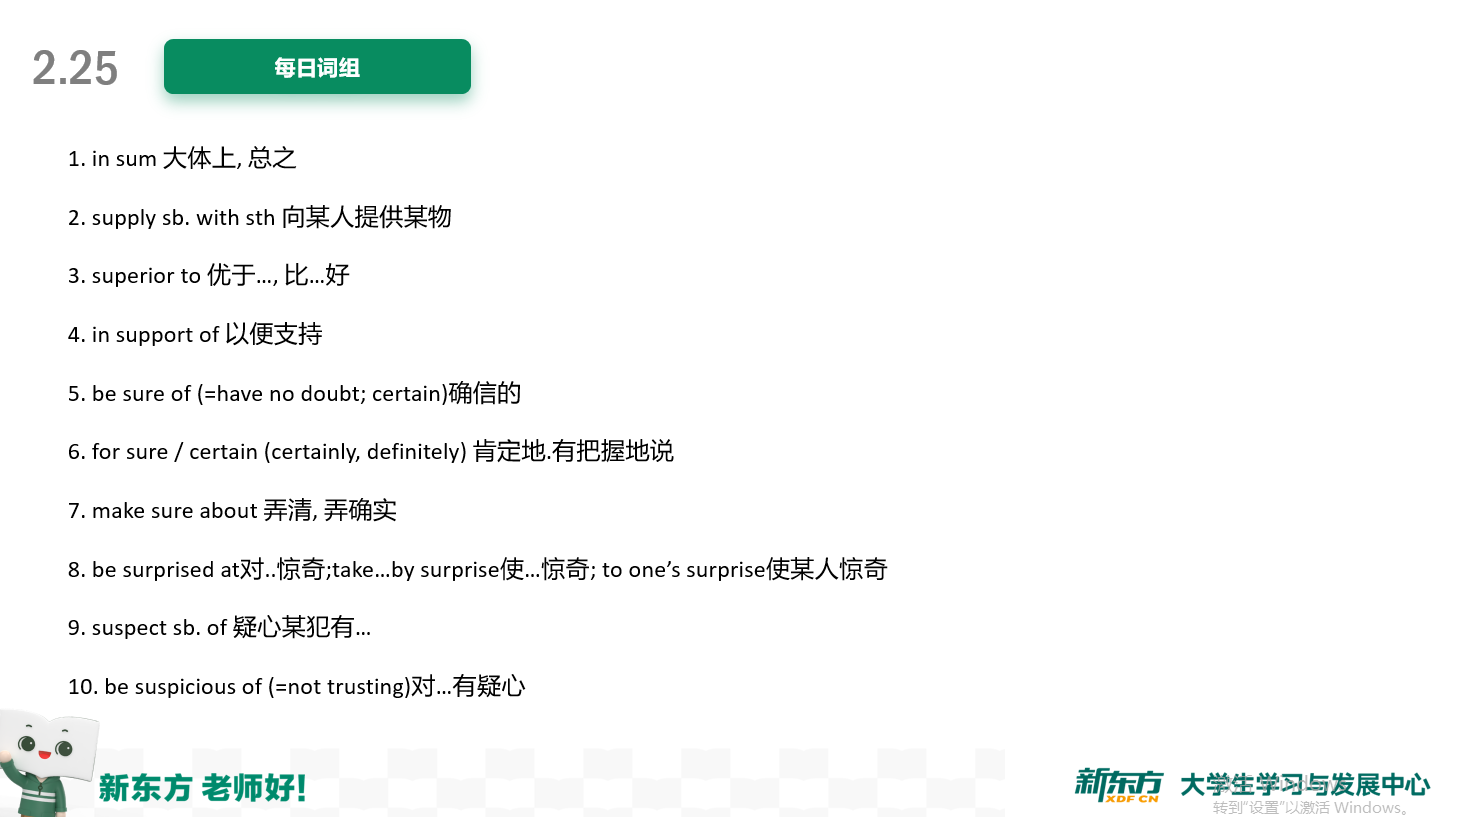 2.25
每日词组
1. in sum 大体上, 总之
2. supply sb. with sth 向某人提供某物
3. superior to 优于…, 比…好
4. in support of 以便支持
5. be sure of (=have no doubt; certain)确信的
6. for sure / certain (certainly, definitely) 肯定地.有把握地说
7. make sure about 弄清, 弄确实
8. be surprised at对..惊奇;take…by surprise使…惊奇; to one’s surprise使某人惊奇
9. suspect sb. of 疑心某犯有…
10. be suspicious of (=not trusting)对…有疑心
新东方 老师好!
新东方 XDF.CN 大学生学习与发展中心
激活 Windows
转到“设置”以激活 Windows。